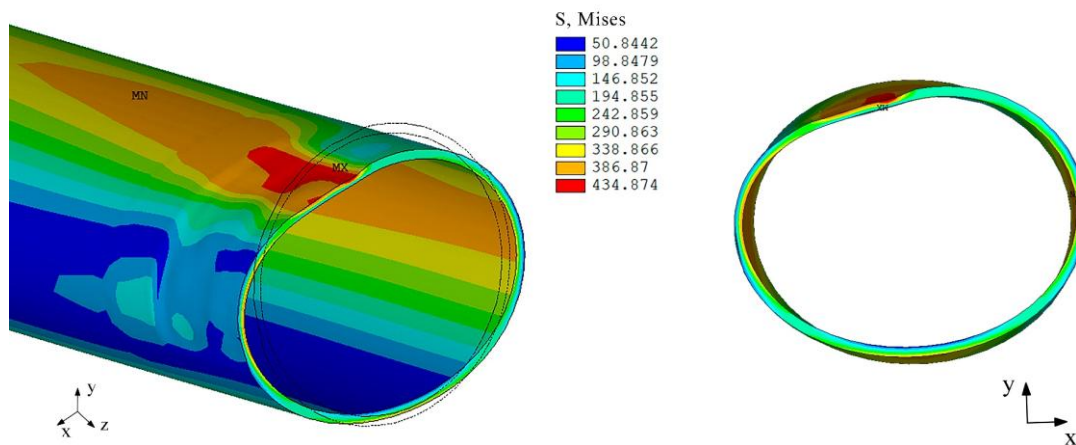 S, Mises
50.8442
98.8479
146.852
194.855
242.859
290.863
338.866
386.87
434.874
MN
MX
y
x
z
y
x